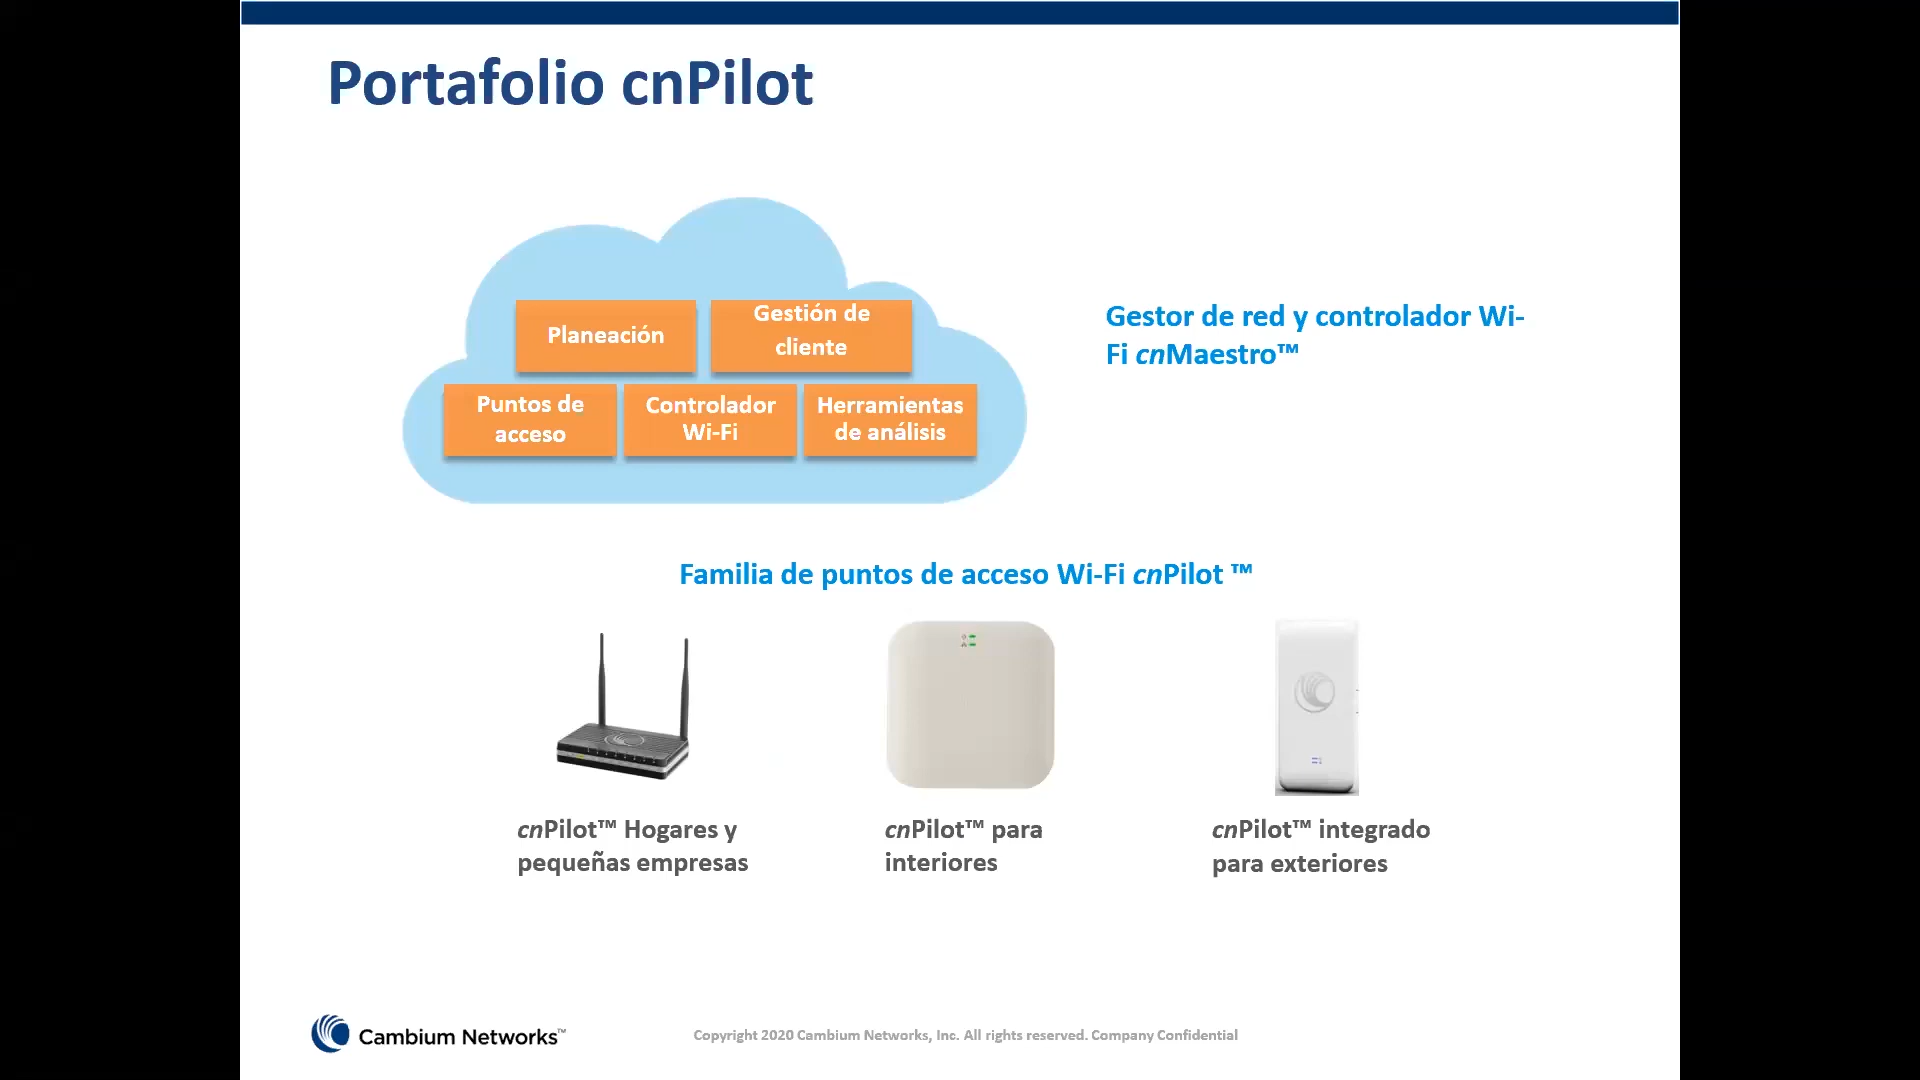 Portafolio cnPilot
Planeación
Gestión de
cliente
Puntos de
acceso
Controlador
Wi-Fi
Herramientas
de análisis
Gestor de red y controlador Wi-
Fi cnMaestro™
Familia de puntos de acceso Wi-Fi cnPilot ™
cnPilot™ Hogares y
pequeñas empresas
cnPilot™ para
interiores
cnPilot™ integrado
para exteriores
Cambium Networks™
Copyright 2020 Cambium Networks, Inc. All rights reserved. Company Confidential